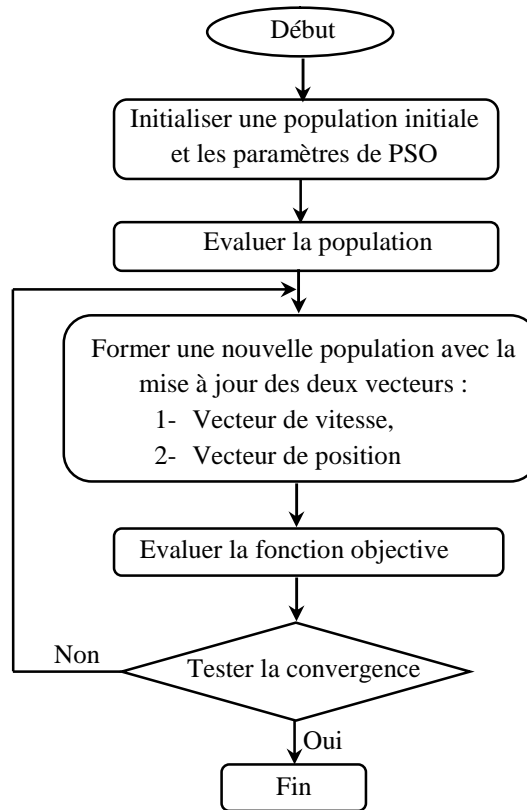 Début
Initialiser une population initiale
et les paramètres de PSO
Evaluer la population
Former une nouvelle population avec la
mise à jour des deux vecteurs :
1- Vecteur de vitesse,
2- Vecteur de position
Evaluer la fonction objective
Non
Tester la convergence
Oui
Fin